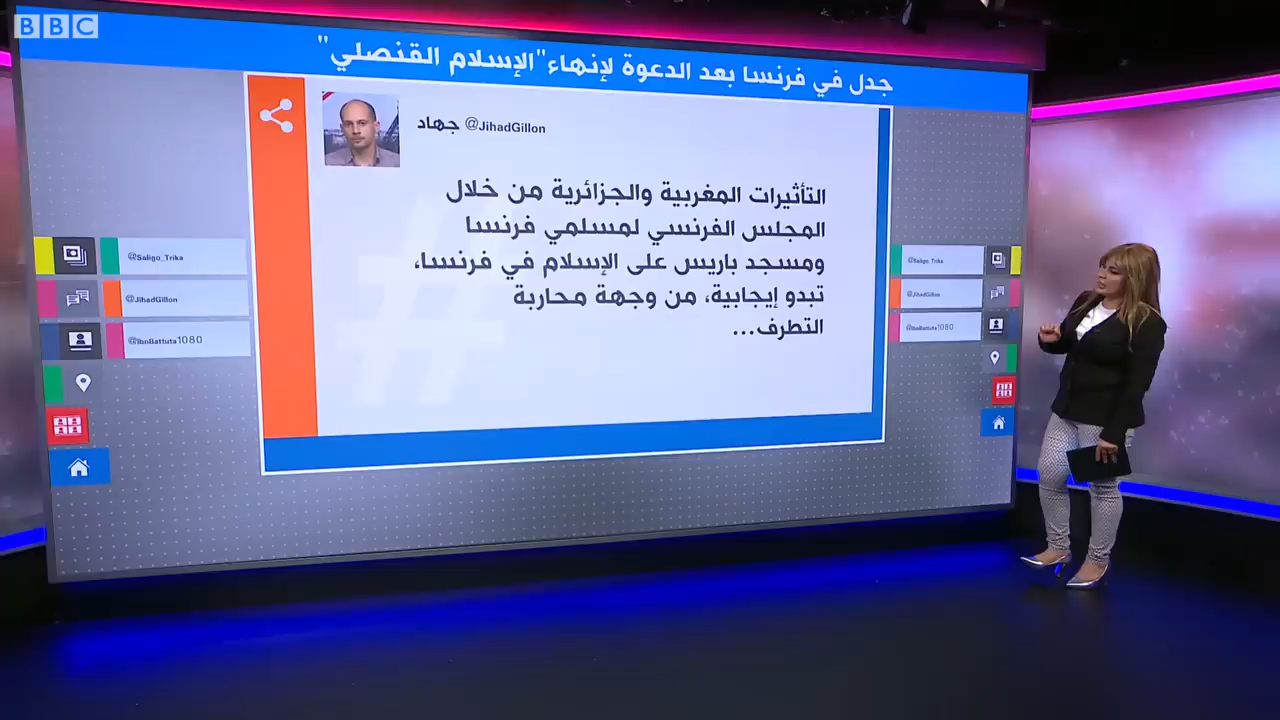 BBC
جدل في فرنسا بعد الدعوة لإنهاء"الإسلام القنصلي"
جهاد @JihadGillon
التأثيرات المغربية والجزائرية من خلال
المجلس الفرنسي لمسلمي فرنسا
ومسجد باريس على الإسلام في فرنسا،
تبدو إيجابية، من وجهة محاربة
التطرف...
@Saligo_Trika
@JihadGillon
@IbnBattuta1080
@Saligo_Trika
@JihadGillon
@IbnBattuta1080